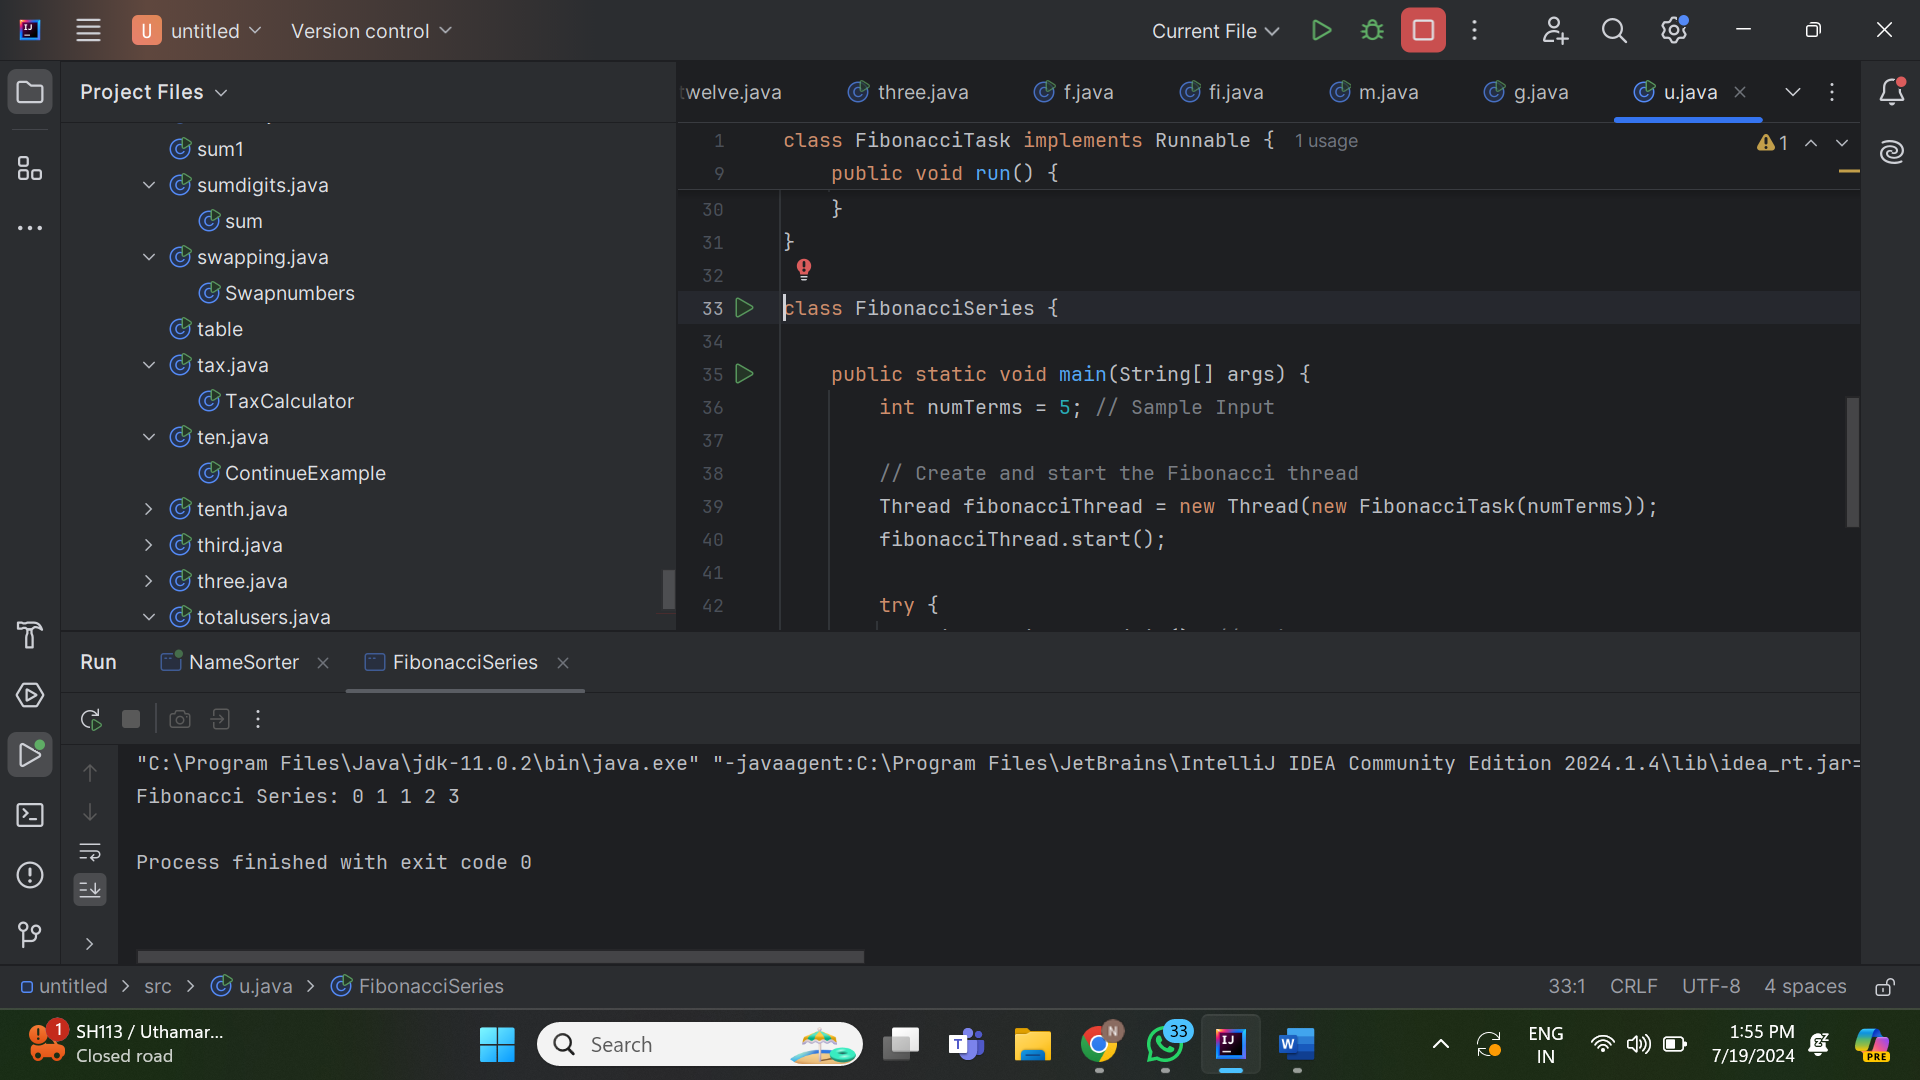 U untitled Version control Current File
Project Files
sum1
sumdigits.java
sum
swapping.java
Swapnumbers
table
tax.java
TaxCalculator
ten.java
ContinueExample
tenth.java
third.java
three.java
totalusers.java
twelve.java three.java f.java fi.java m.java g.java u.java
1 class FibonacciTask implements Runnable { 1 usage
1
9 public void run() {
30 }
31 }
32
33 class FibonacciSeries {
34
35 public static void main(String[] args) {
36 int numTerms = 5; // Sample Input
37
38 // Create and start the Fibonacci thread
39 Thread fibonacciThread = new Thread(new FibonacciTask(numTerms));
40 fibonacciThread.start();
41
42 try {
Run NameSorter FibonacciSeries
"C:\Program Files\Java\jdk-11.0.2\bin\java.exe" "-javaagent:C:\Program Files\JetBrains\IntelliJ IDEA Community Edition 2024.1.4\lib\idea_rt.jar=
Fibonacci Series: 0 1 1 2 3
Process finished with exit code 0
untitled > src > u.java > FibonacciSeries 33:1 CRLF UTF-8 4 spaces
1 SH113 / Uthamar...
Closed road
Search
T
N
33
IJ
W
ENG
IN
1:55 PM
7/19/2024
PRE